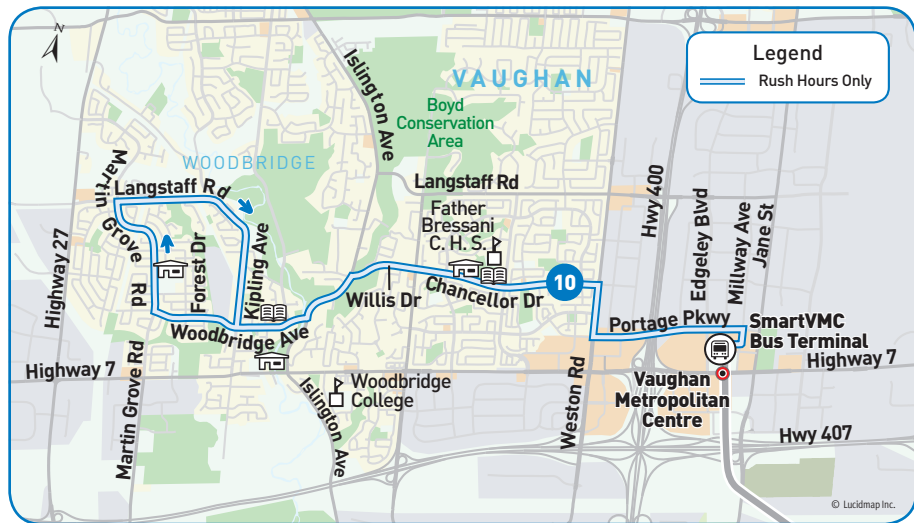 N
Legend
Rush Hours Only
VAUGHAN
Islington Ave
Boyd
Conservation
Area
WOODBRIDGE
Martin
Grove
Rd
Langstaff Rd
Langstaff Rd
Hwy 400
Edgeley Blvd
Millway Ave
Jane St
Father
Bressani
C. H. S.
Highway 27
Forest Dr
Kipling Ave
Willis Dr
Chancellor Dr
10
Woodbridge Ave
Portage Pkwy
SmartVMC
Bus Terminal
Highway 7
Highway 7
Martin Grove Rd
Islington Ave
Woodbridge
College
Weston Rd
Vaughan
Metropolitan
Centre
Hwy 407
© Lucidmap Inc.